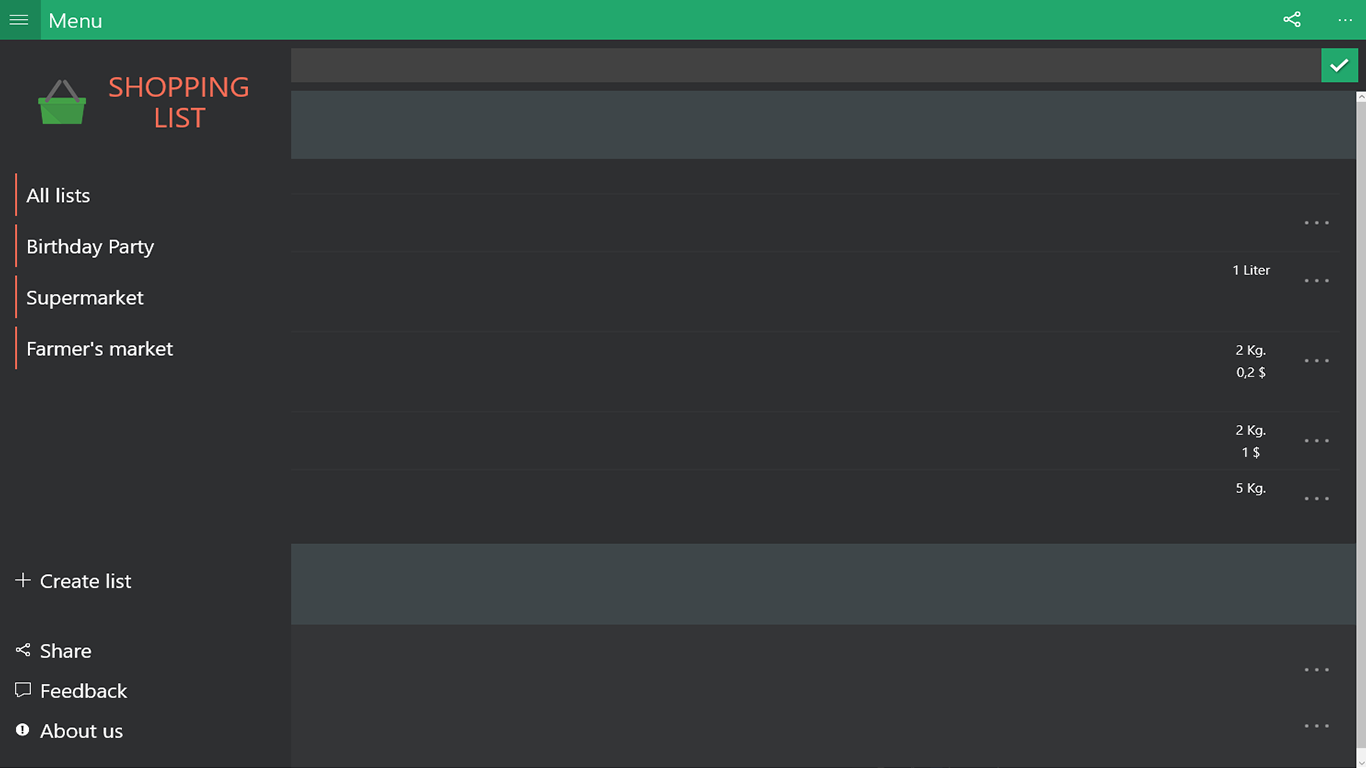 Menu
SHOPPING
LIST
All lists
Birthday Party
Supermarket
Farmer's market
Create list
Share
Feedback
About us
1 Liter
2 Kg.
0,2 $
2 Kg.
1 $
5 Kg.